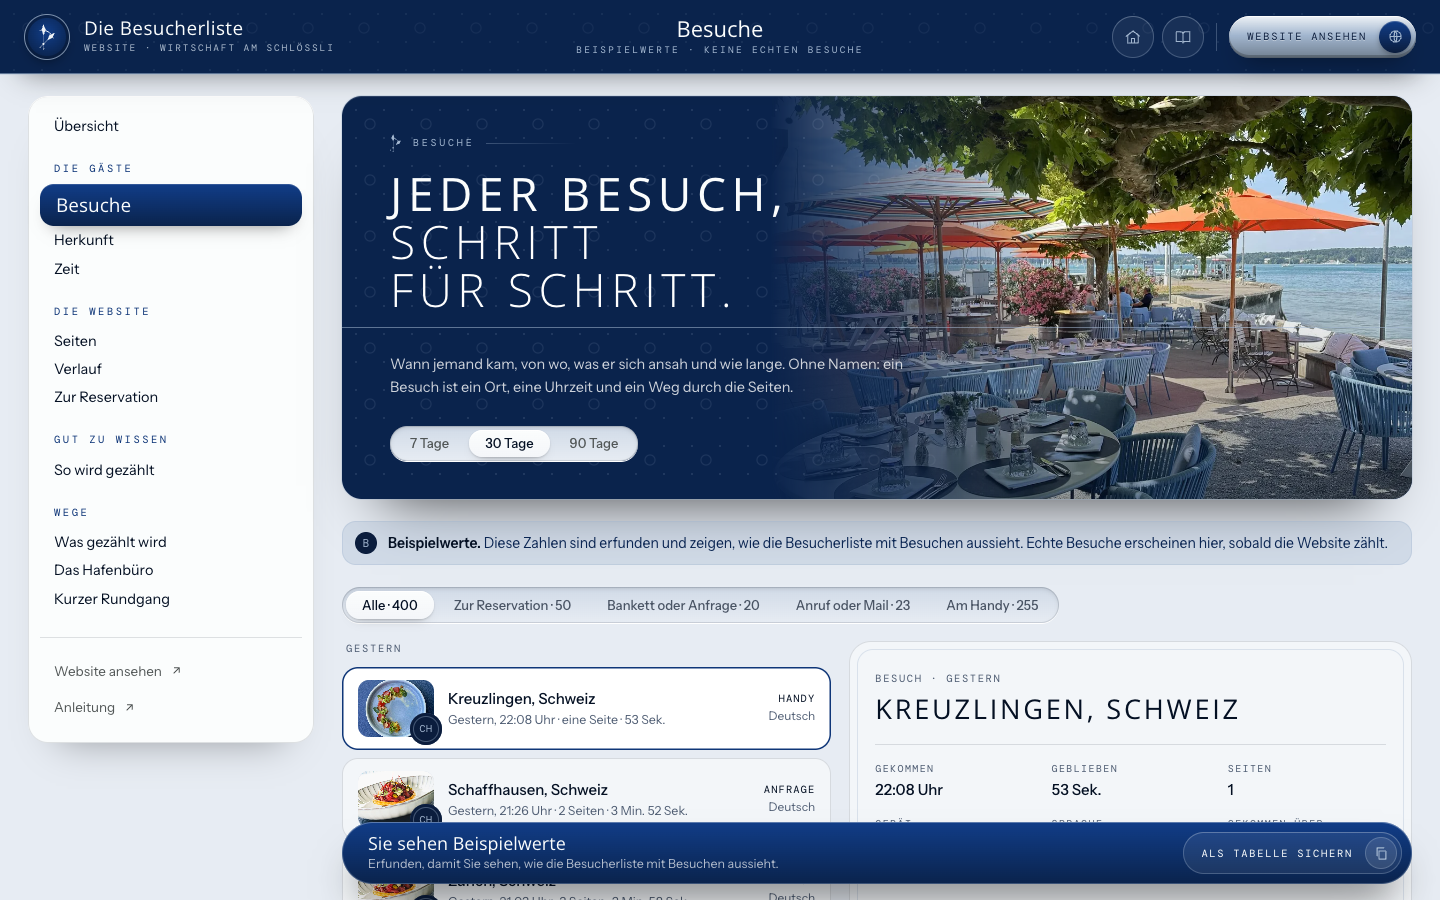 Die Besucherliste
WEBSITE · WIRTSCHAFT AM SCHLÖSSLI
Besuche
BEISPIELWERTE · KEINE ECHTEN BESUCHE
WEBSITE ANSEHEN
Übersicht
DIE GÄSTE
Besuche
Herkunft
Zeit
DIE WEBSITE
Seiten
Verlauf
Zur Reservation
GUT ZU WISSEN
So wird gezählt
WEGE
Was gezählt wird
Das Hafenbüro
Kurzer Rundgang
Website ansehen
Anleitung
BESUCHE
JEDER BESUCH,
SCHRITT
FÜR SCHRITT.
Wann jemand kam, von wo, was er sich ansah und wie lange. Ohne Namen: ein
Besuch ist ein Ort, eine Uhrzeit und ein Weg durch die Seiten.
7 Tage 30 Tage 90 Tage
B Beispielwerte. Diese Zahlen sind erfunden und zeigen, wie die Besucherliste mit Besuchen aussieht. Echte Besuche erscheinen hier, sobald die Website zählt.
Alle · 400 Zur Reservation · 50 Bankett oder Anfrage · 20 Anruf oder Mail · 23 Am Handy · 255
GESTERN
CH
Kreuzlingen, Schweiz
Gestern, 22:08 Uhr · eine Seite · 53 Sek.
HANDY
Deutsch
CH
Schaffhausen, Schweiz
Gestern, 21:26 Uhr · 2 Seiten · 3 Min. 52 Sek.
ANFRAGE
Deutsch
BESUCH · GESTERN
KREUZLINGEN, SCHWEIZ
GEKOMMEN GEBLIEBEN SEITEN
22:08 Uhr 53 Sek. 1
Sie sehen Beispielwerte
Erfunden, damit Sie sehen, wie die Besucherliste mit Besuchen aussieht.
ALS TABELLE SICHERN
Deutsch